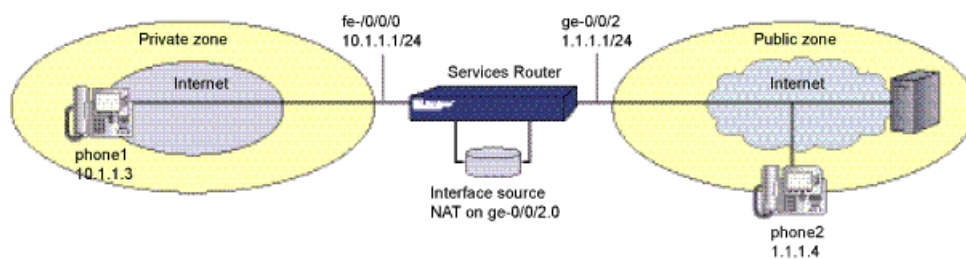 fe-/0/0/0
10.1.1.1/24
ge-0/0/2
1.1.1.1/24
Private zone
Public zone
Services Router
Internet
Internet
phone1
10.1.1.3
Interface source
NAT on ge-0/0/2.0
phone2
1.1.1.4